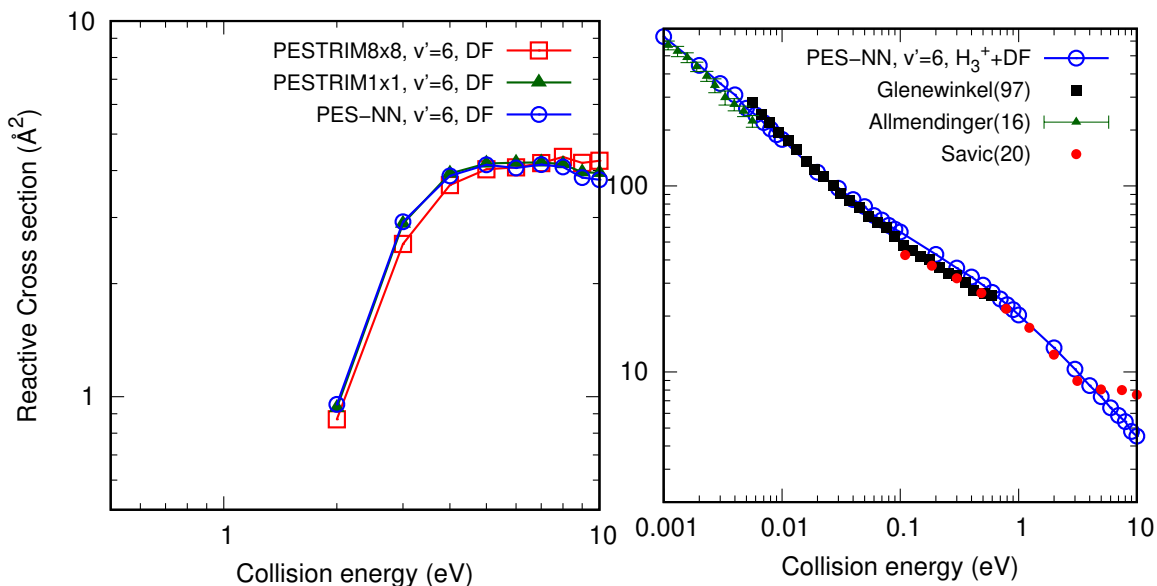 Reactive Cross section (Å²)
10
1
PESTRIM8x8, v'=6, DF
PESTRIM1x1, v'=6, DF
PES−NN, v'=6, DF
1
10
Collision energy (eV)
100
10
PES−NN, v'=6, H₃⁺+DF
Glenewinkel(97)
Allmendinger(16)
Savic(20)
0.001
0.01
0.1
1
10
Collision energy (eV)